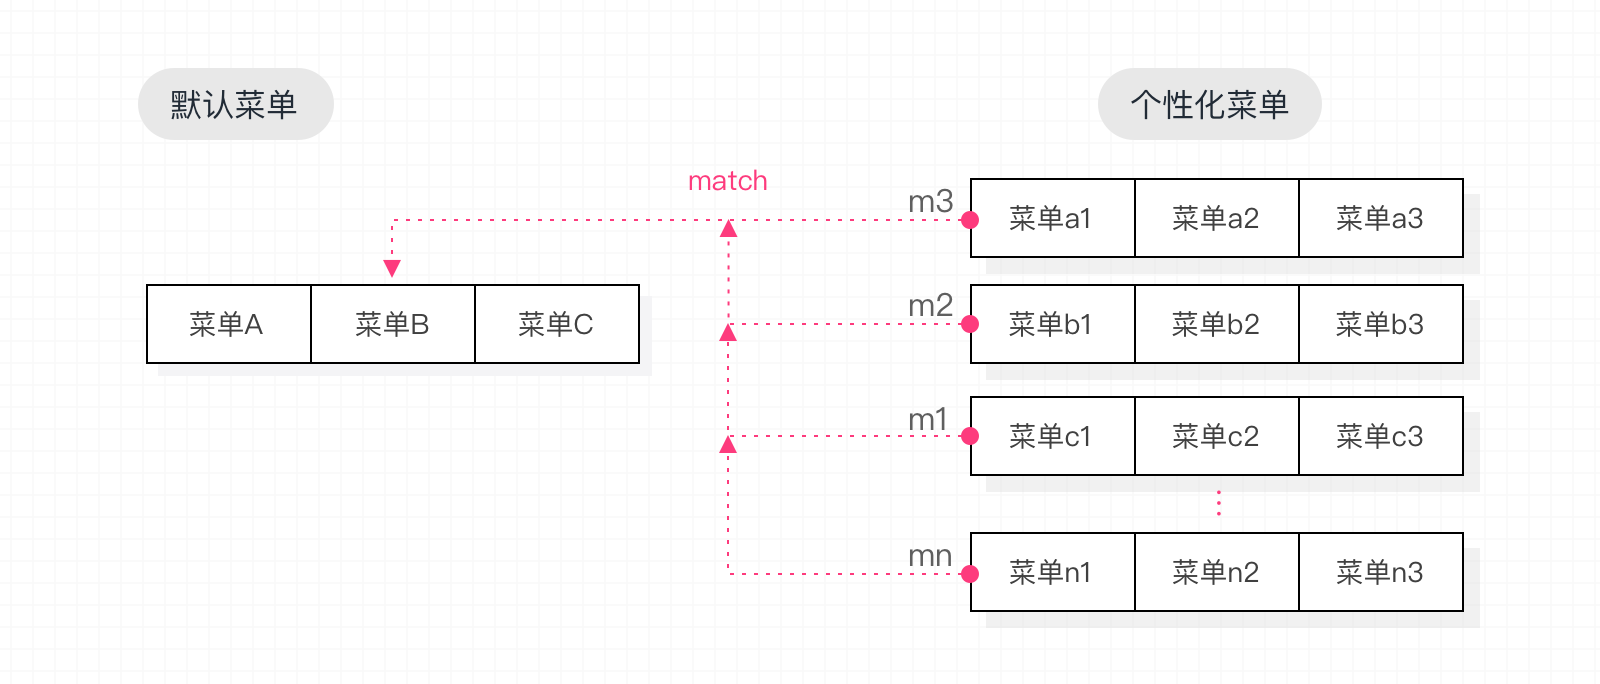 默认菜单
个性化菜单
match
m3
菜单a1 菜单a2 菜单a3
菜单A 菜单B 菜单C
m2
菜单b1 菜单b2 菜单b3
m1
菜单c1 菜单c2 菜单c3
mn
菜单n1 菜单n2 菜单n3